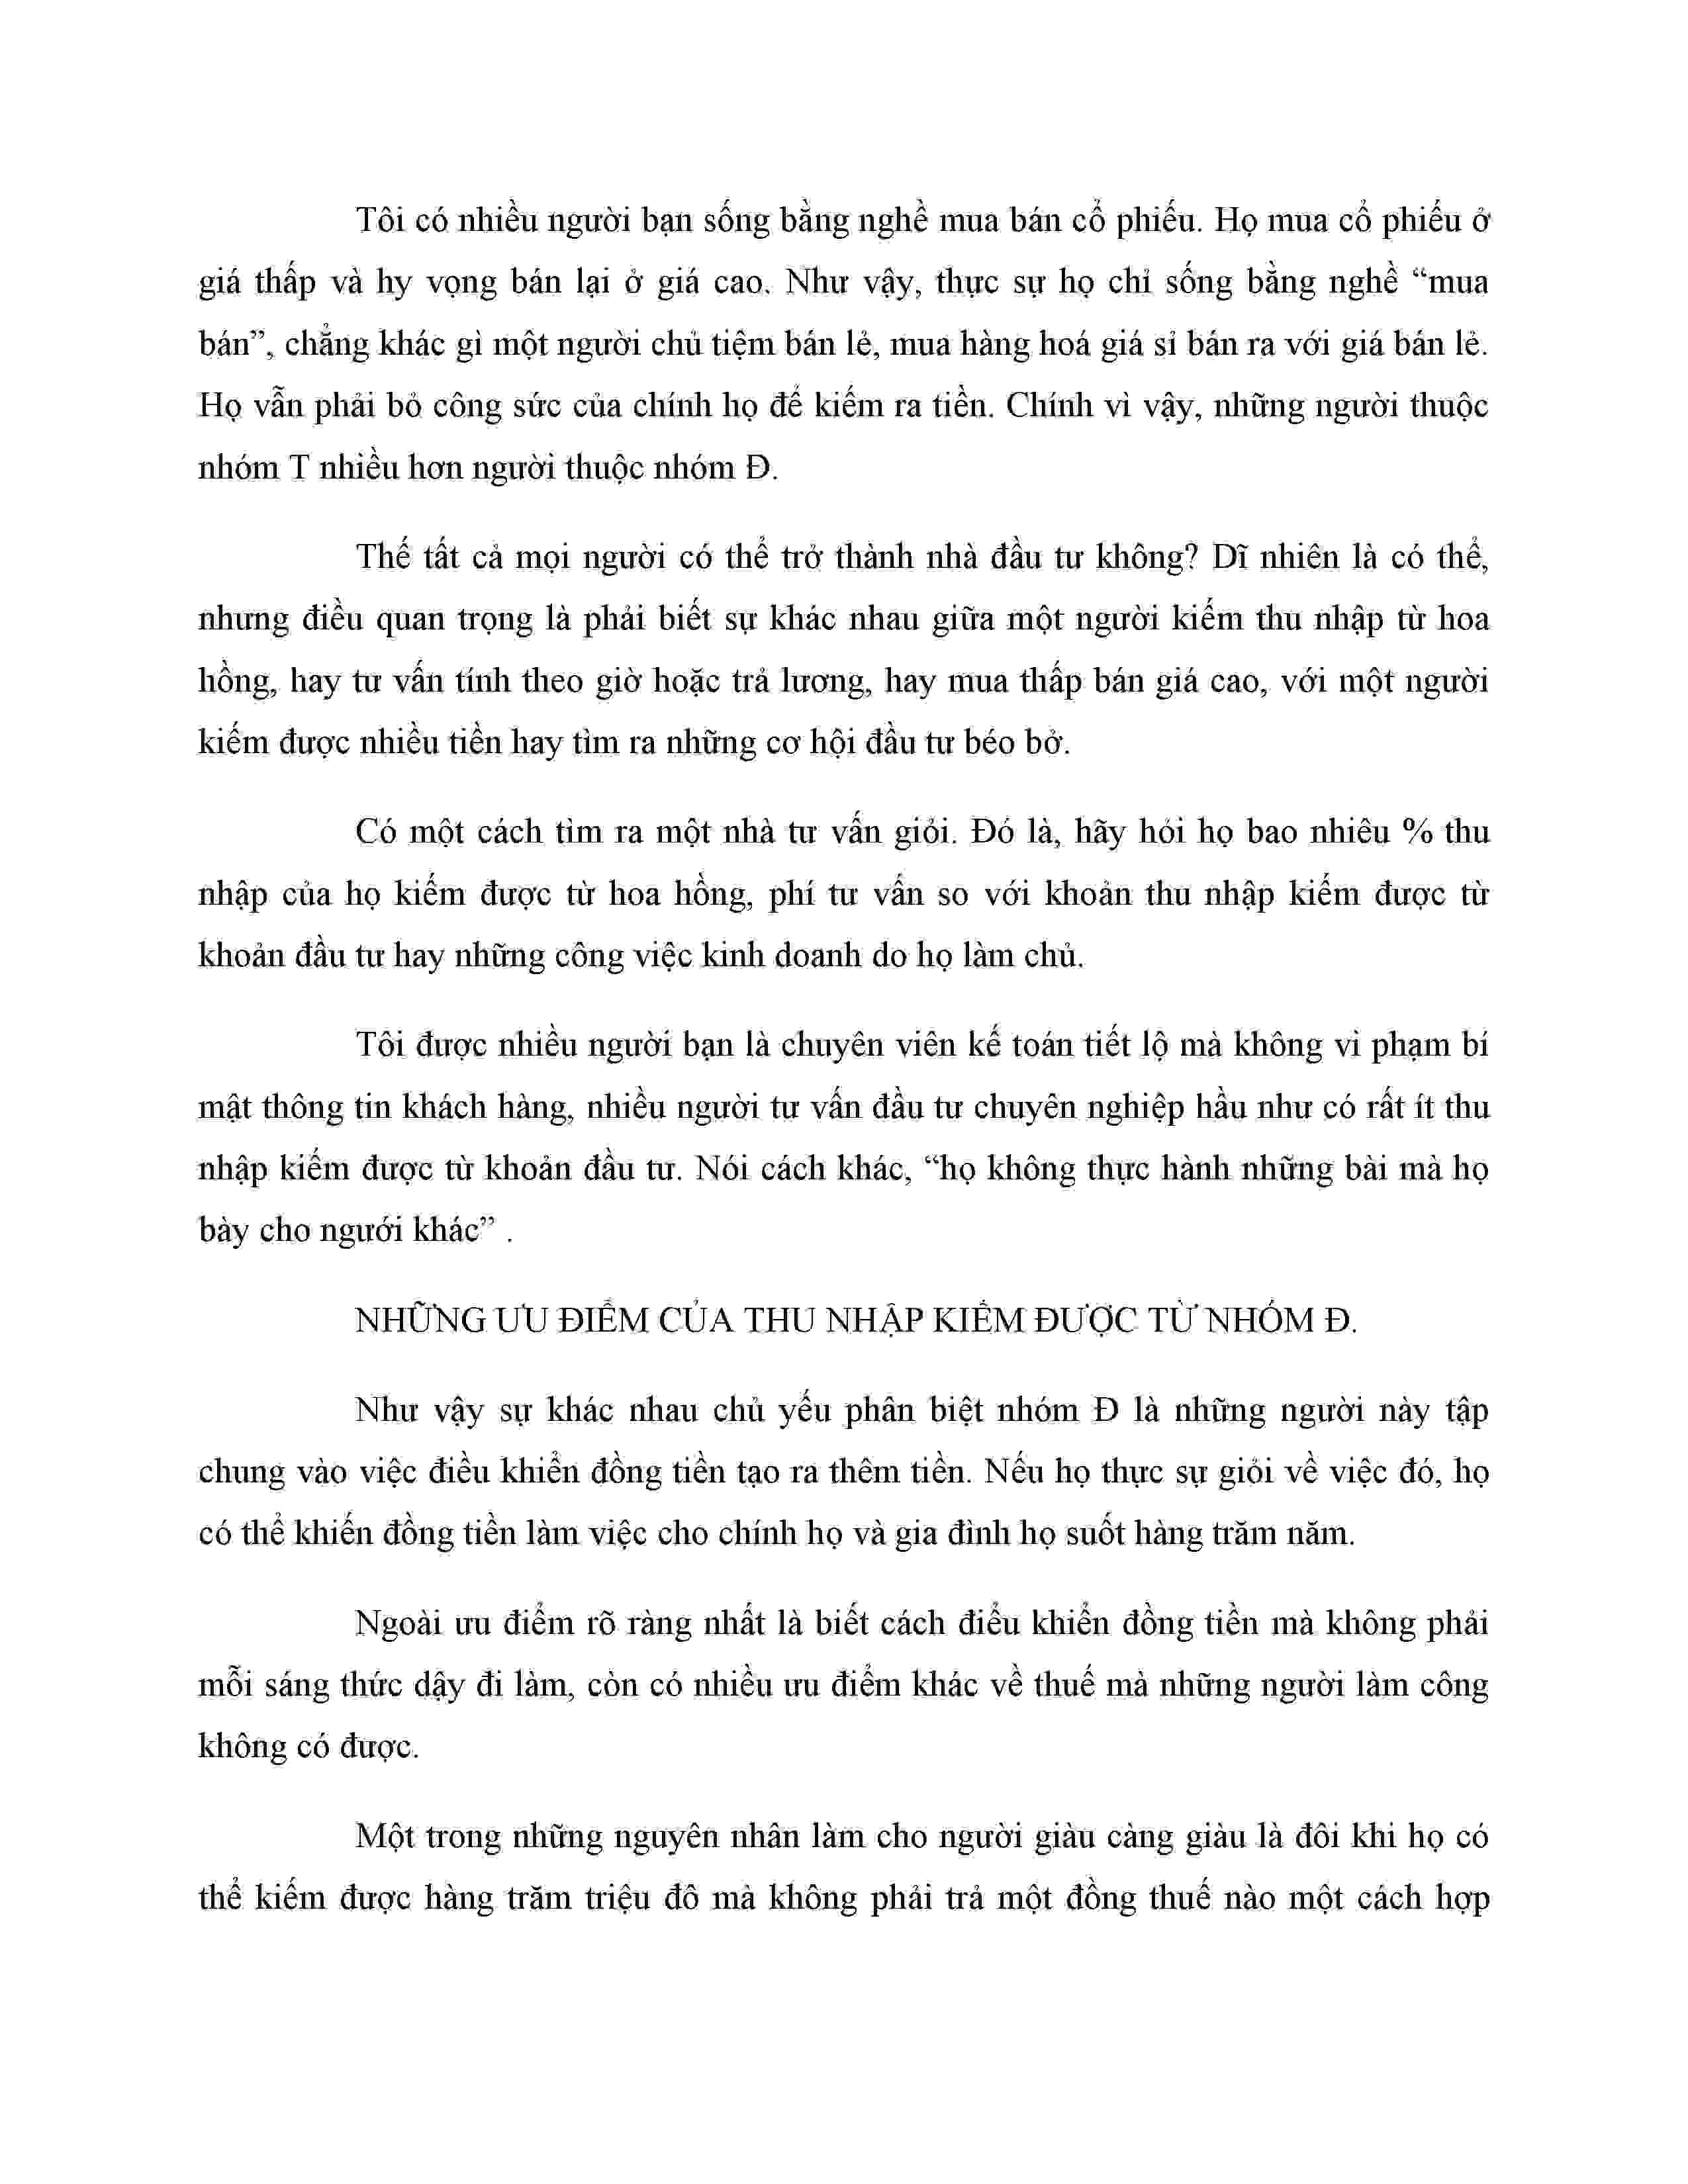 Tôi có nhiều người bạn sống bằng nghề mua bán cổ phiếu. Họ mua cổ phiếu ở
giá thấp và hy vọng bán lại ở giá cao. Như vậy, thực sự họ chỉ sống bằng nghề “mua
bán”, chẳng khác gì một người chủ tiệm bán lẻ, mua hàng hoá giá sỉ bán ra với giá bán lẻ.
Họ vẫn phải bỏ công sức của chính họ để kiếm ra tiền. Chính vì vậy, những người thuộc
nhóm T nhiều hơn người thuộc nhóm Đ.
Thế tất cả mọi người có thể trở thành nhà đầu tư không? Dĩ nhiên là có thể,
nhưng điều quan trọng là phải biết sự khác nhau giữa một người kiếm thu nhập từ hoa
hồng, hay tư vấn tính theo giờ hoặc trả lương, hay mua thấp bán giá cao, với một người
kiếm được nhiều tiền hay tìm ra những cơ hội đầu tư béo bở.
Có một cách tìm ra một nhà tư vấn giỏi. Đó là, hãy hỏi họ bao nhiêu % thu
nhập của họ kiếm được từ hoa hồng, phí tư vấn so với khoản thu nhập kiếm được từ
khoản đầu tư hay những công việc kinh doanh do họ làm chủ.
Tôi được nhiều người bạn là chuyên viên kế toán tiết lộ mà không vi phạm bí
mật thông tin khách hàng, nhiều người tư vấn đầu tư chuyên nghiệp hầu như có rất ít thu
nhập kiếm được từ khoản đầu tư. Nói cách khác, “họ không thực hành những bài mà họ
bày cho ngưới khác” .
NHỮNG ƯU ĐIỂM CỦA THU NHẬP KIẾM ĐƯỢC TỪ NHÓM Đ.
Như vậy sự khác nhau chủ yếu phân biệt nhóm Đ là những người này tập
chung vào việc điều khiển đồng tiền tạo ra thêm tiền. Nếu họ thực sự giỏi về việc đó, họ
có thể khiến đồng tiền làm việc cho chính họ và gia đình họ suốt hàng trăm năm.
Ngoài ưu điểm rõ ràng nhất là biết cách điểu khiển đồng tiền mà không phải
mỗi sáng thức dậy đi làm, còn có nhiều ưu điểm khác về thuế mà những người làm công
không có được.
Một trong những nguyên nhân làm cho người giàu càng giàu là đôi khi họ có
thể kiếm được hàng trăm triệu đô mà không phải trả một đồng thuế nào một cách hợp